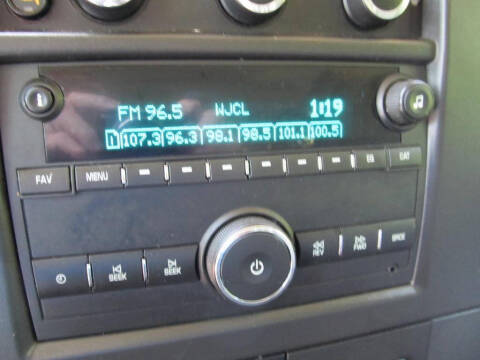 FM 96.5 WJCL 1:19
1 107.3 96.3 98.1 98.5 101.1 100.5
FAV MENU EQ CAT
SEEK SEEK REV FWD